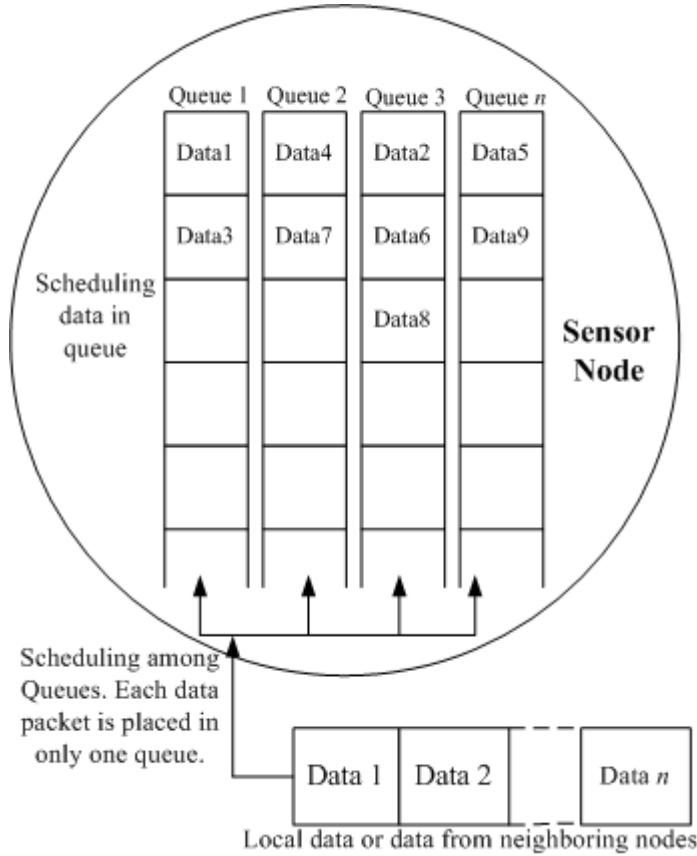 Queue 1 Queue 2 Queue 3 Queue n
Data1 Data4 Data2 Data5
Data3 Data7 Data6 Data9
Data8
Scheduling
data in
queue
Sensor
Node
Scheduling among
Queues. Each data
packet is placed in
only one queue.
Data 1 Data 2 Data n
Local data or data from neighboring nodes